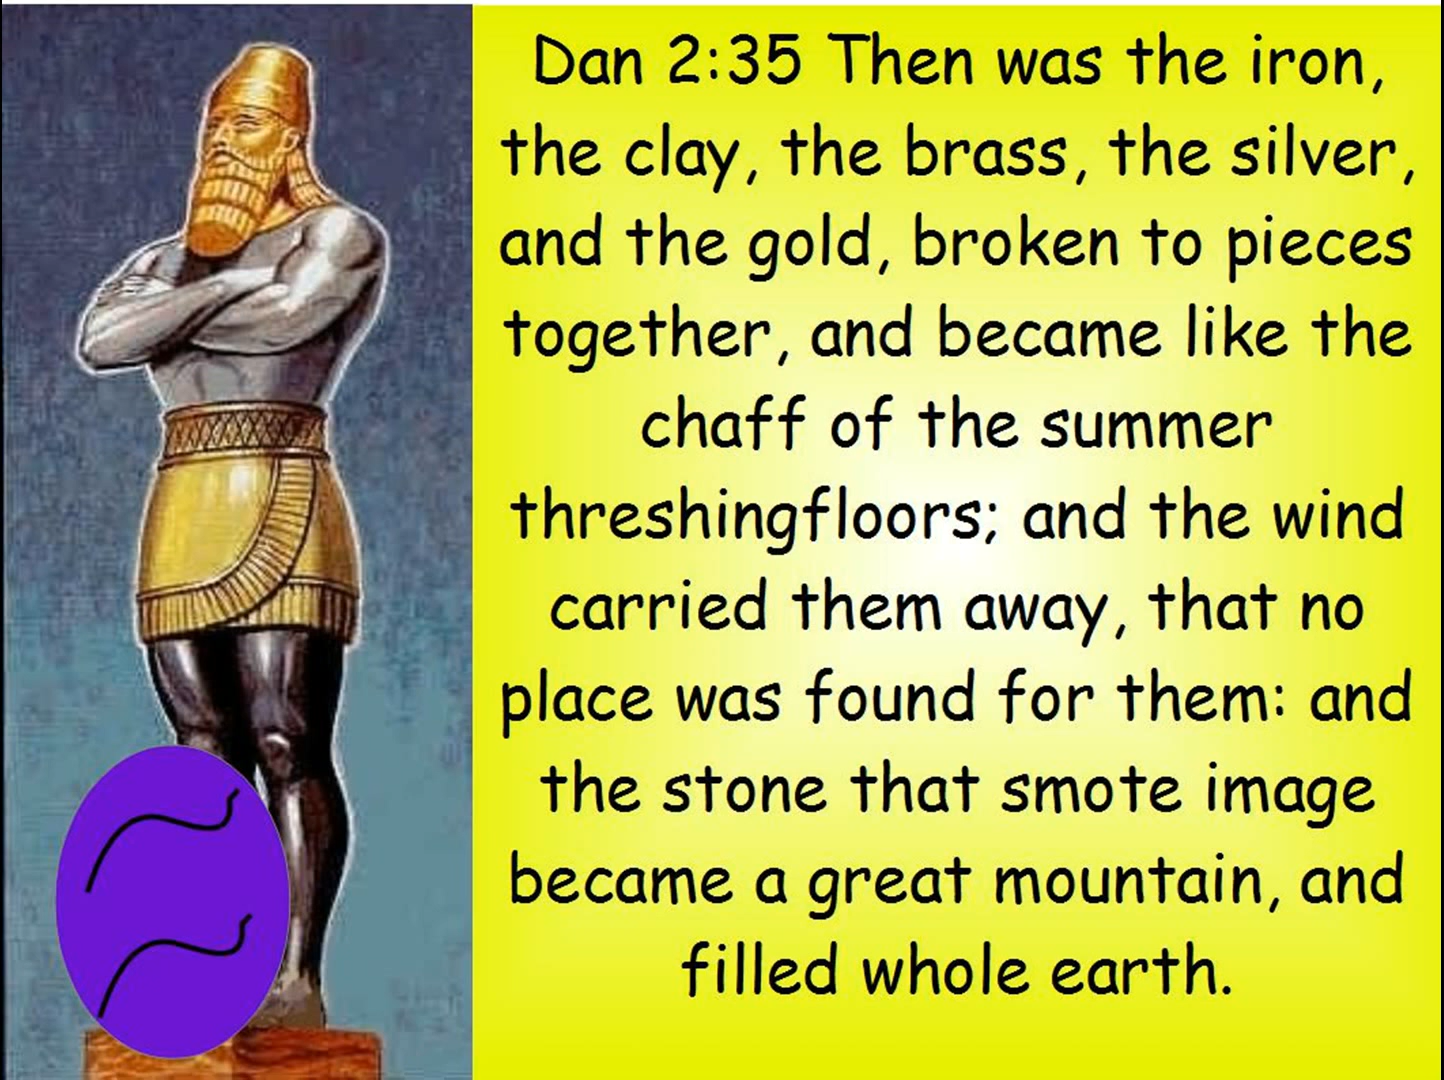 Dan 2:35 Then was the iron,
the clay, the brass, the silver,
and the gold, broken to pieces
together, and became like the
chaff of the summer
threshingfloors; and the wind
carried them away, that no
place was found for them: and
the stone that smote image
became a great mountain, and
filled whole earth.